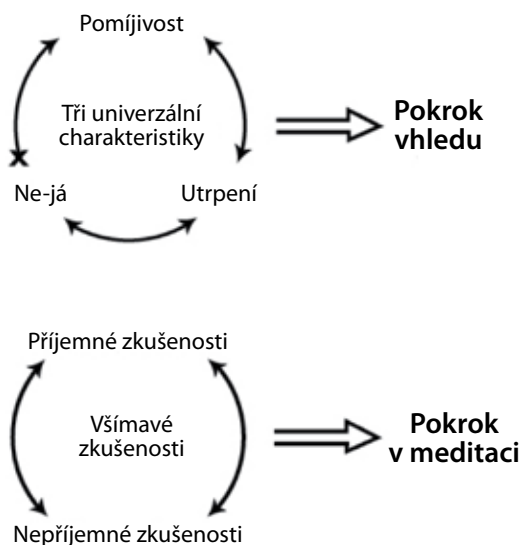 Pomíjivost
Tři univerzální
charakteristiky
Pokrok
vhledu
Ne-já
Utrpení
Příjemné zkušenosti
Všímavé
zkušenosti
Pokrok
v meditaci
Nepříjemné zkušenosti